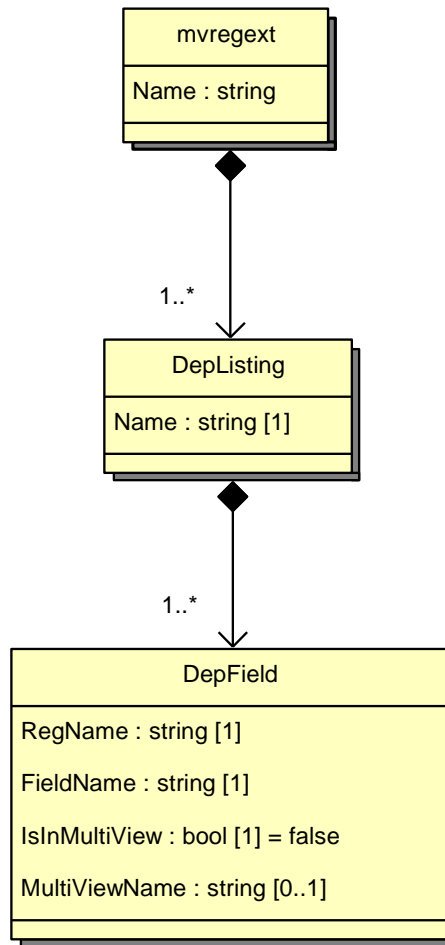 mvregext
Name : string
1..*
DepListing
Name : string [1]
1..*
DepField
RegName : string [1]
FieldName : string [1]
IsInMultiView : bool [1] = false
MultiViewName : string [0..1]